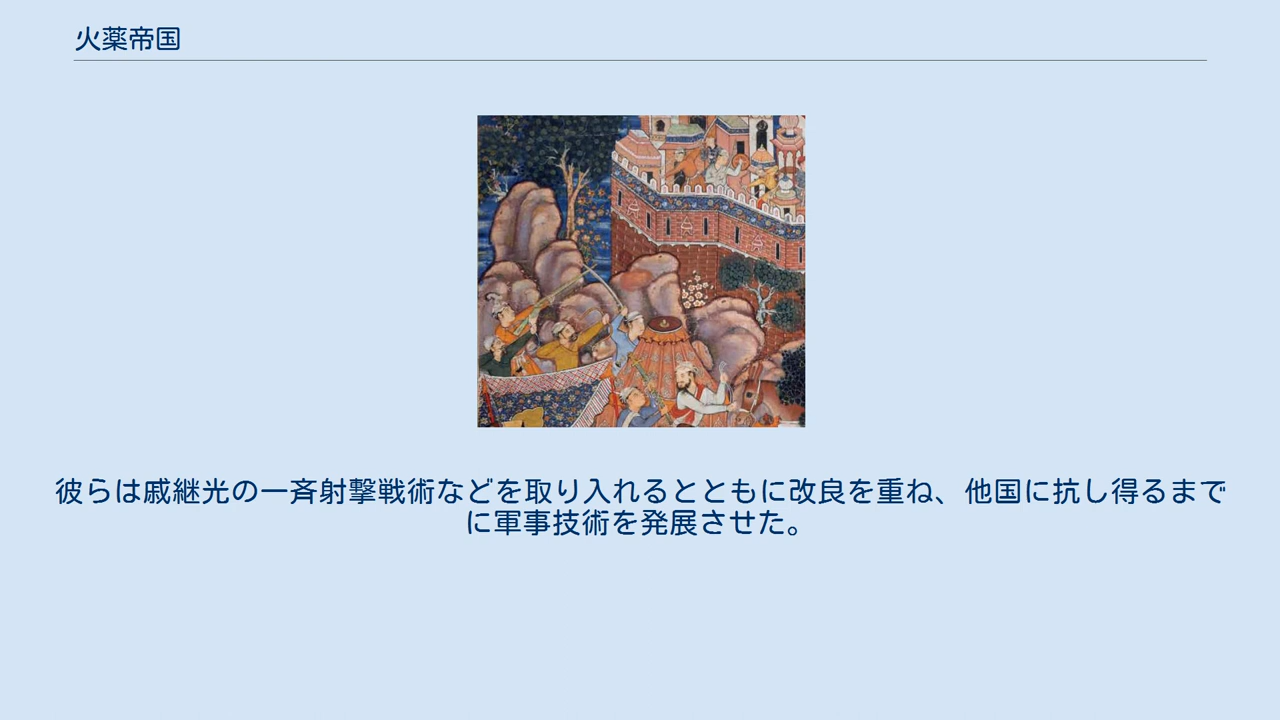 火薬帝国
彼らは戚継光の一斉射撃戦術などを取り入れるとともに改良を重ね、他国に抗し得るまで
に軍事技術を発展させた。